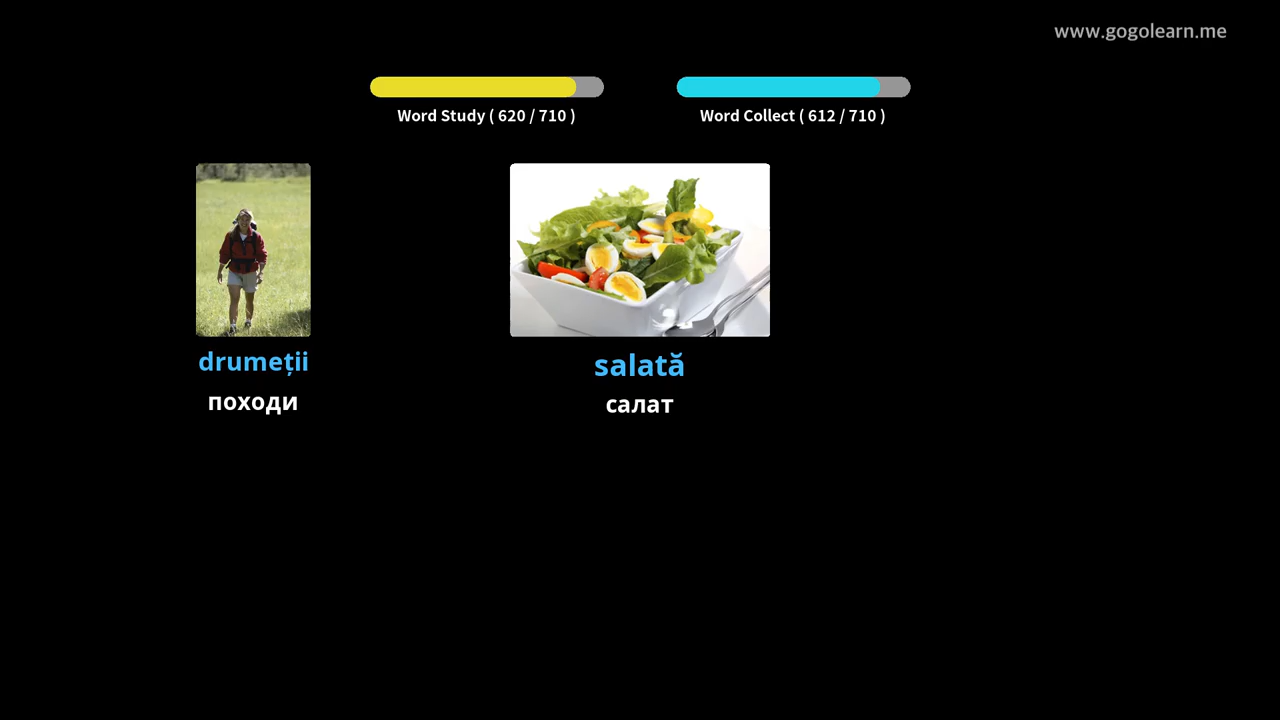 www.gogolearn.me
Word Study ( 620 / 710 )
Word Collect ( 612 / 710 )
drumeții
походи
salată
салат